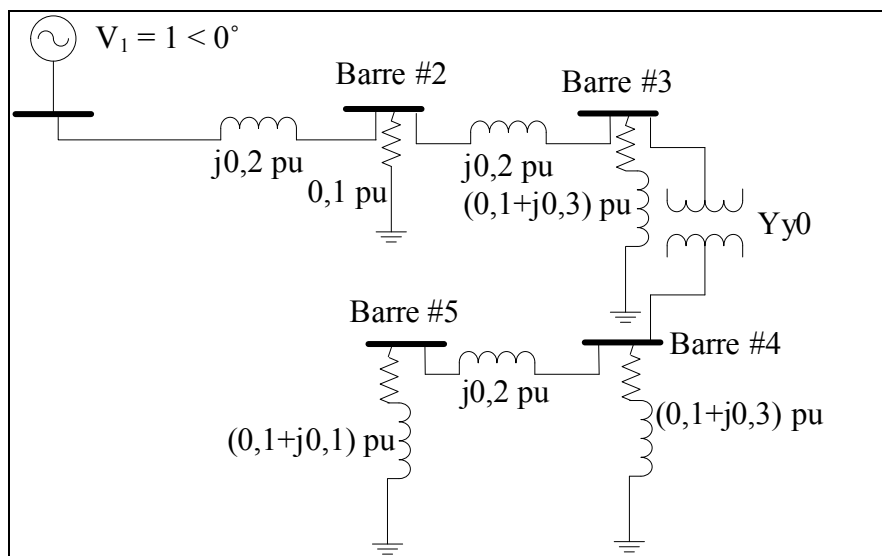 V₁ = 1 < 0°
Barre #2
Barre #3
j0,2 pu
j0,2 pu
0,1 pu
(0,1+j0,3) pu
Yy0
Barre #5
Barre #4
j0,2 pu
(0,1+j0,1) pu
(0,1+j0,3) pu